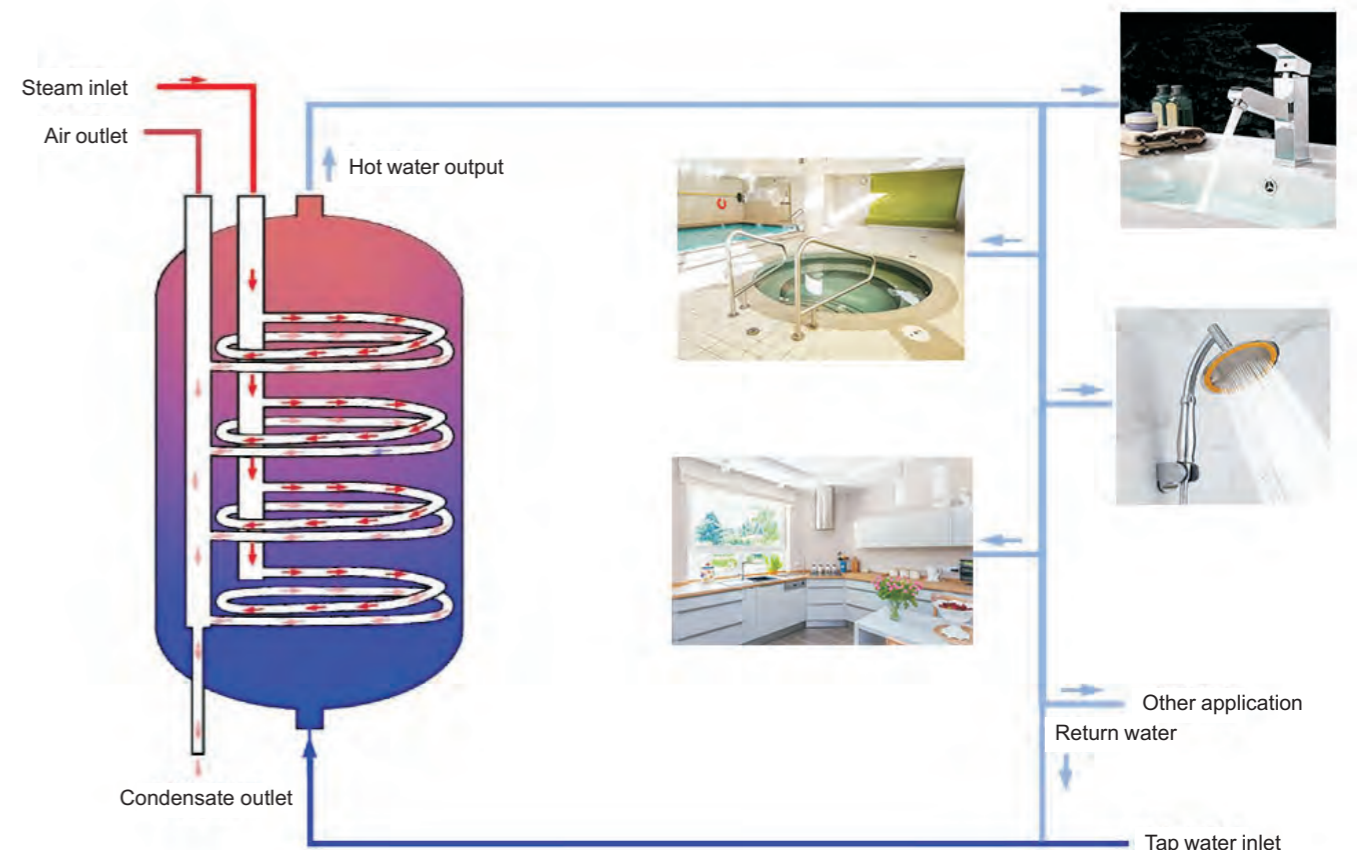 Steam inlet
Air outlet
Hot water output
Other application
Return water
Condensate outlet
Tap water inlet